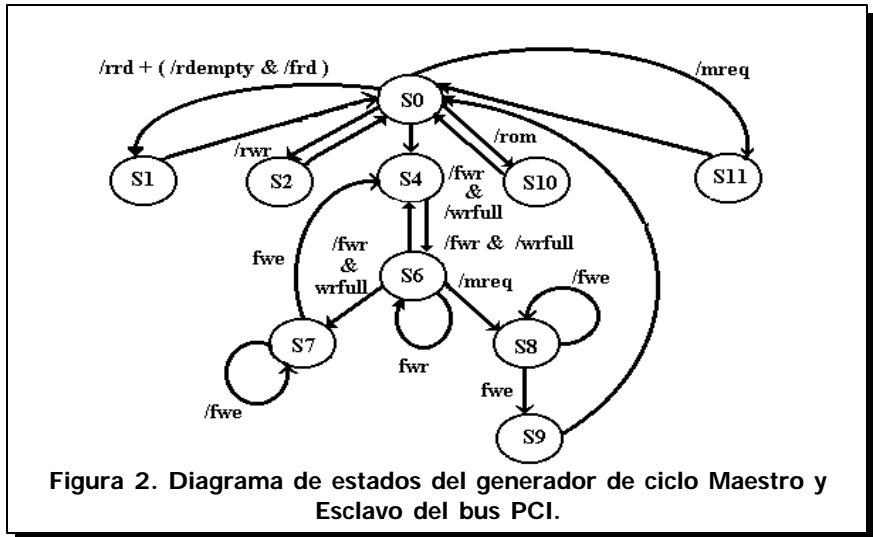 /rrd + ( /rdempty & /frd )
/mreq
S0
/rwr
/rom
S1
S2
S4
/fwr
&
/wrfull
S10
S11
fwe
/fwr
&
wrfull
/fwr & /wrfull
S6
/mreq
/fwe
S7
fwr
S8
/fwe
fwe
S9
Figura 2. Diagrama de estados del generador de ciclo Maestro y
Esclavo del bus PCI.